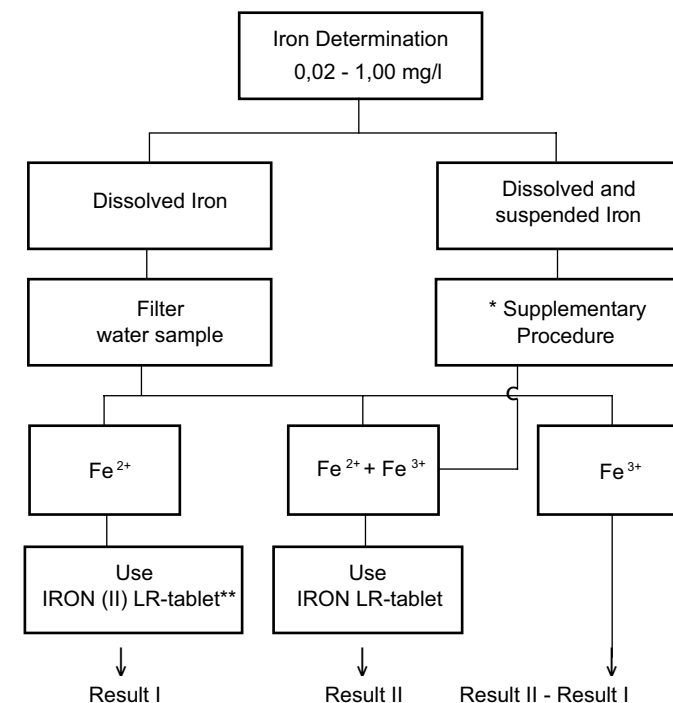 Iron Determination
0,02 - 1,00 mg/l
Dissolved Iron
Dissolved and
suspended Iron
Filter
water sample
* Supplementary
Procedure
Fe 2+
Fe 2+ + Fe 3+
Fe 3+
Use
IRON (II) LR-tablet**
Use
IRON LR-tablet
Result I
Result II
Result II - Result I